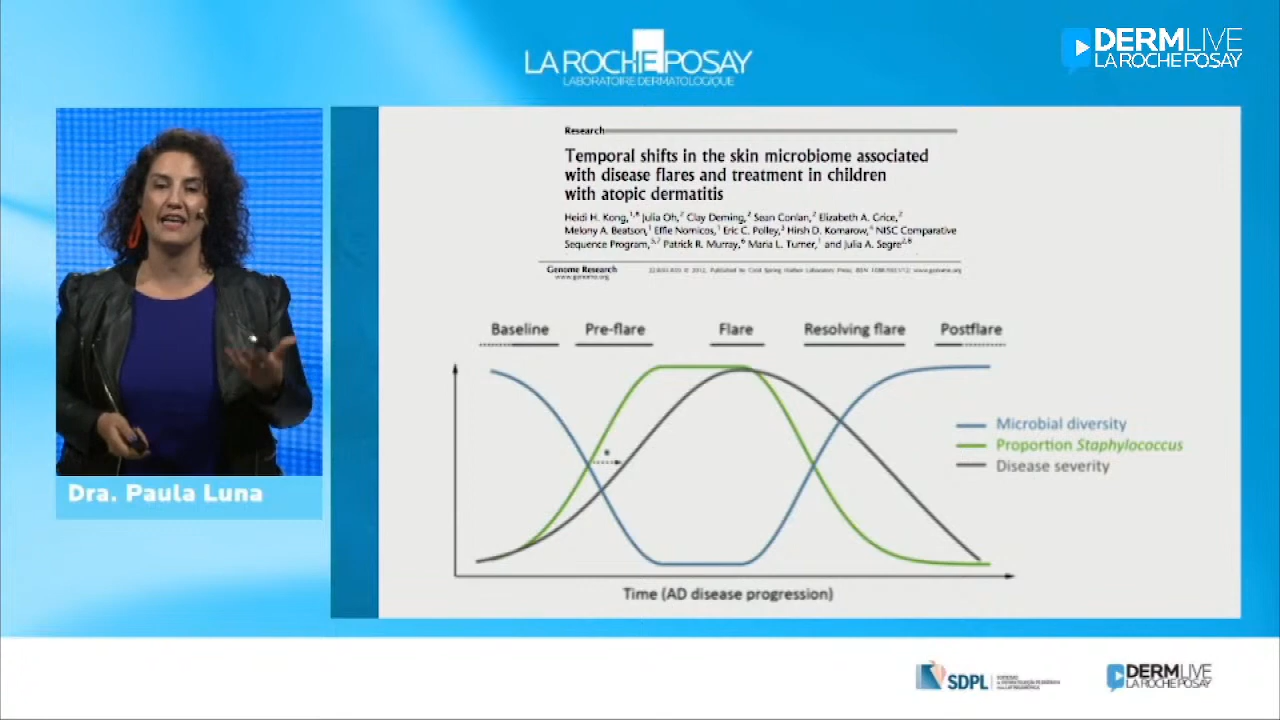 LA ROCHE POSAY
LABORATOIRE DERMATOLOGIQUE
DERMLIVE
LA ROCHE POSAY
Research
Temporal shifts in the skin microbiome associated
with disease flares and treatment in children
with atopic dermatitis
Heidi H. Kong, Julia Oh, Clay Deming, Sean Conlan, Elizabeth A. Grice,
Melony A. Beatson, Effie Nomicos, Eric C. Polley, Hirsh D. Komarow, NISC Comparative
Sequence Program, Patrick R. Murray, Maria L. Turner, and Julia A. Segre
Genome Research
www.genome.org
Baseline Pre-flare Flare Resolving flare Postflare
*
Microbial diversity
Proportion Staphylococcus
Disease severity
Time (AD disease progression)
Dra. Paula Luna
SDPL
DERMLIVE
LA ROCHE POSAY